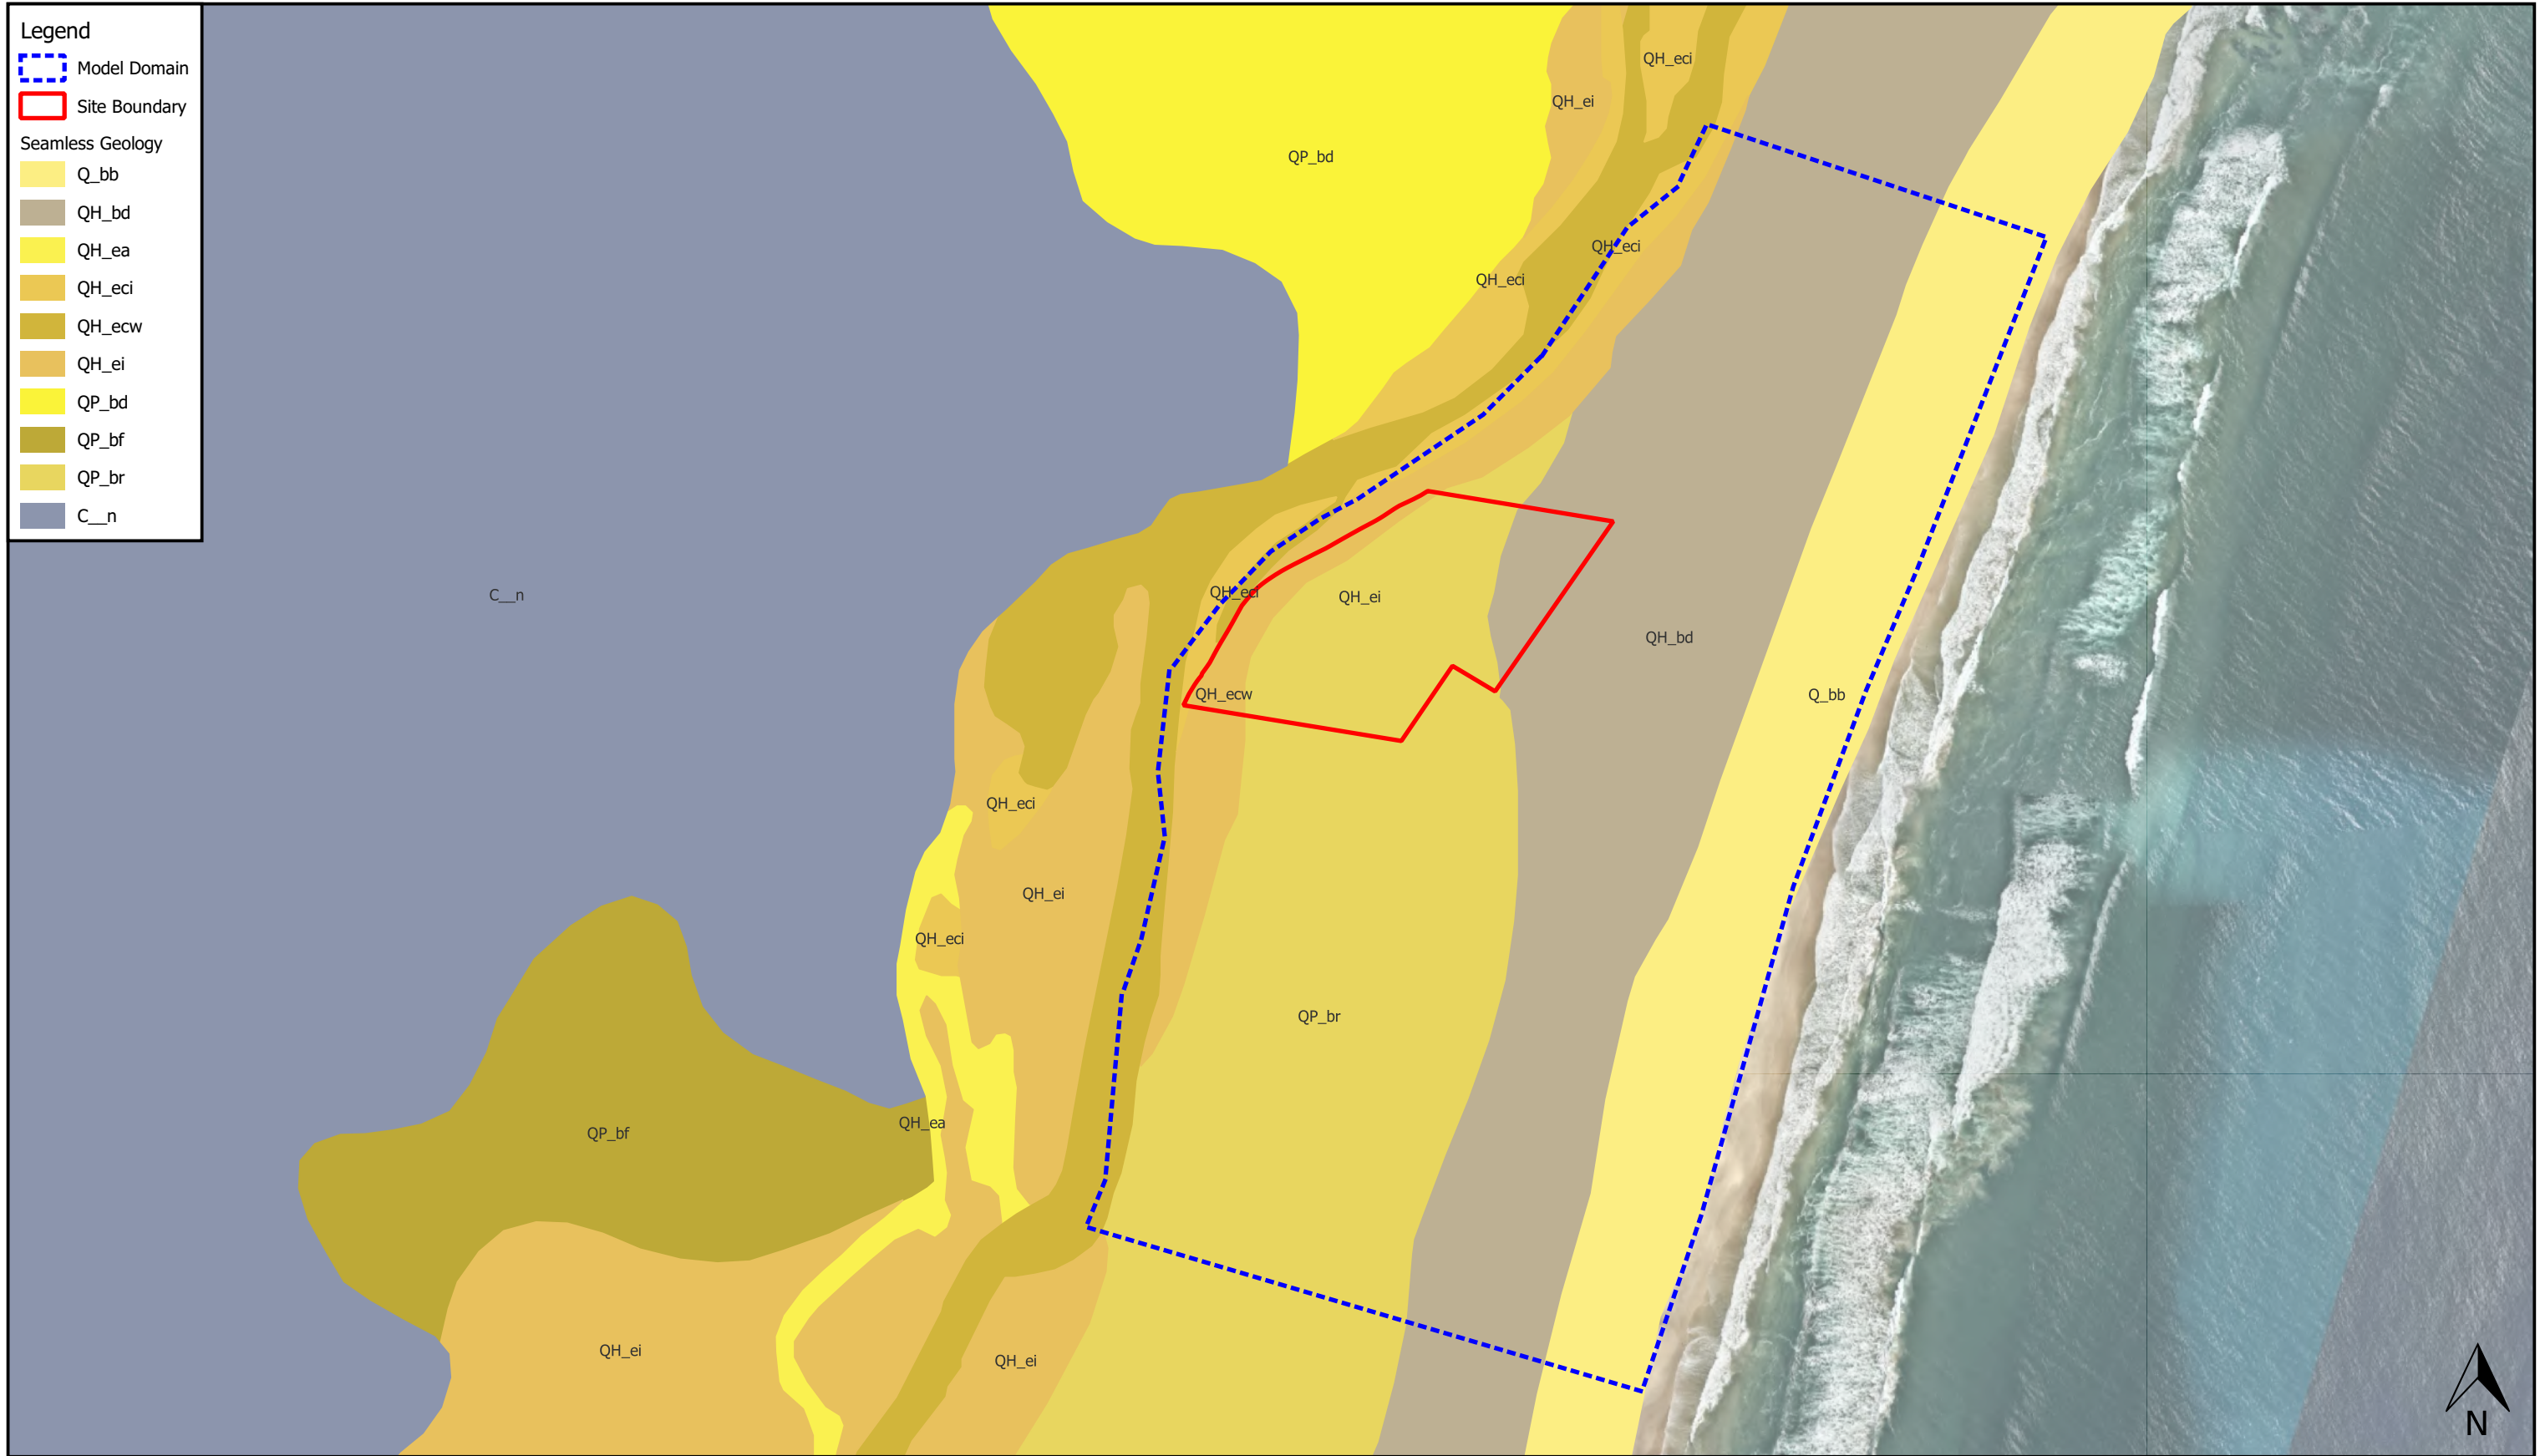 Legend
Model Domain
Site Boundary
Seamless Geology
Q_bb
QH_bd
QH_ea
QH_eci
QH_ecw
QH_ei
QP_bd
QP_bf
QP_br
C__n
QH_eci
QH_ei
QP_bd
QH_eci
QH_eci
QH_eci
C__n
QH_ei
QH_bd
QH_ecw
Q_bb
QH_eci
QH_ei
QH_eci
QP_br
QH_ea
QP_bf
QH_ei
QH_ei
N